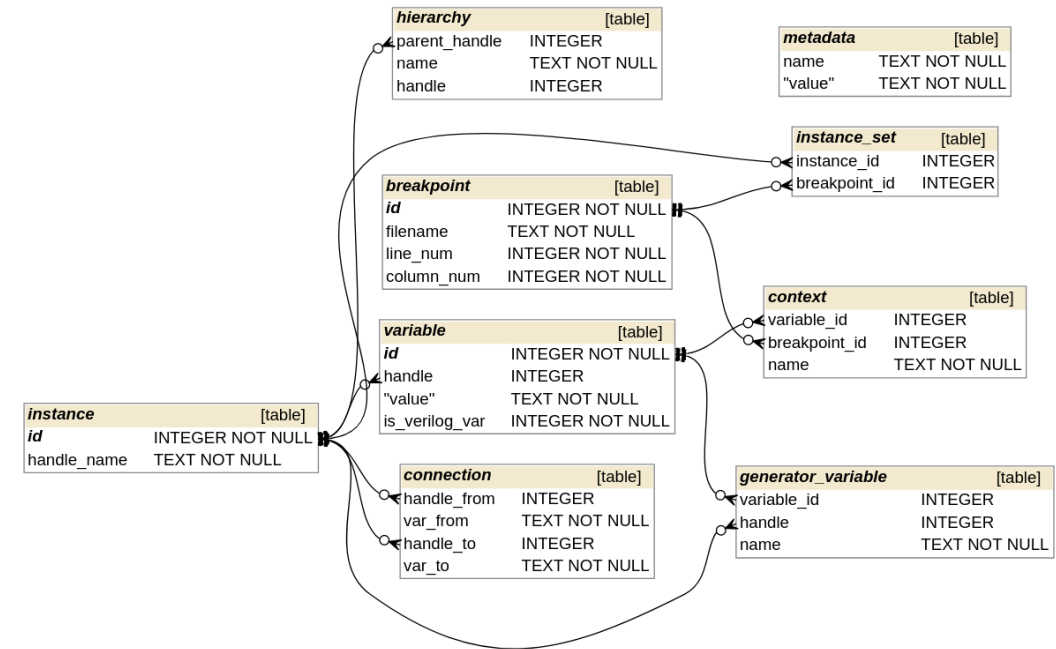 hierarchy [table]
parent_handle INTEGER
name TEXT NOT NULL
handle INTEGER
metadata [table]
name TEXT NOT NULL
"value" TEXT NOT NULL
instance_set [table]
instance_id INTEGER
breakpoint_id INTEGER
breakpoint [table]
id INTEGER NOT NULL
filename TEXT NOT NULL
line_num INTEGER NOT NULL
column_num INTEGER NOT NULL
context [table]
variable_id INTEGER
breakpoint_id INTEGER
name TEXT NOT NULL
variable [table]
id INTEGER NOT NULL
handle INTEGER
"value" TEXT NOT NULL
is_verilog_var INTEGER NOT NULL
instance [table]
id INTEGER NOT NULL
handle_name TEXT NOT NULL
connection [table]
handle_from INTEGER
var_from TEXT NOT NULL
handle_to INTEGER
var_to TEXT NOT NULL
generator_variable [table]
variable_id INTEGER
handle INTEGER
name TEXT NOT NULL